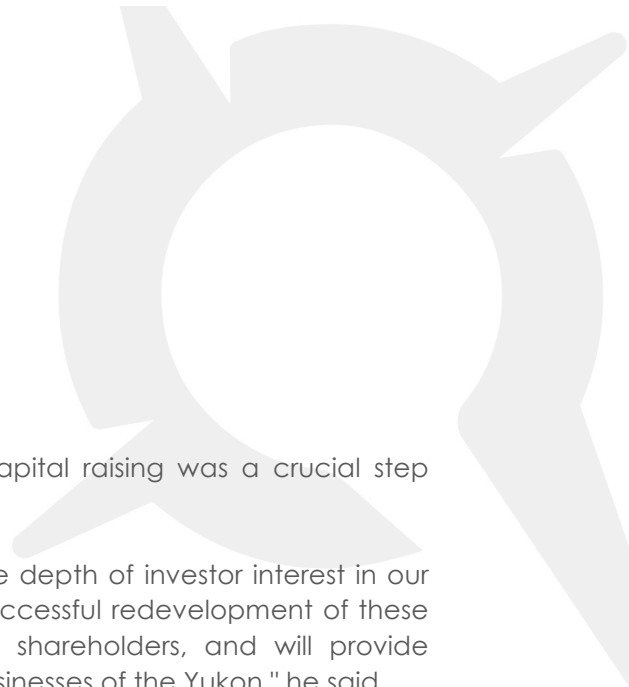 apital raising was a crucial step
e depth of investor interest in our
uccessful redevelopment of these
shareholders, and will provide
sinesses of the Yukon," he said